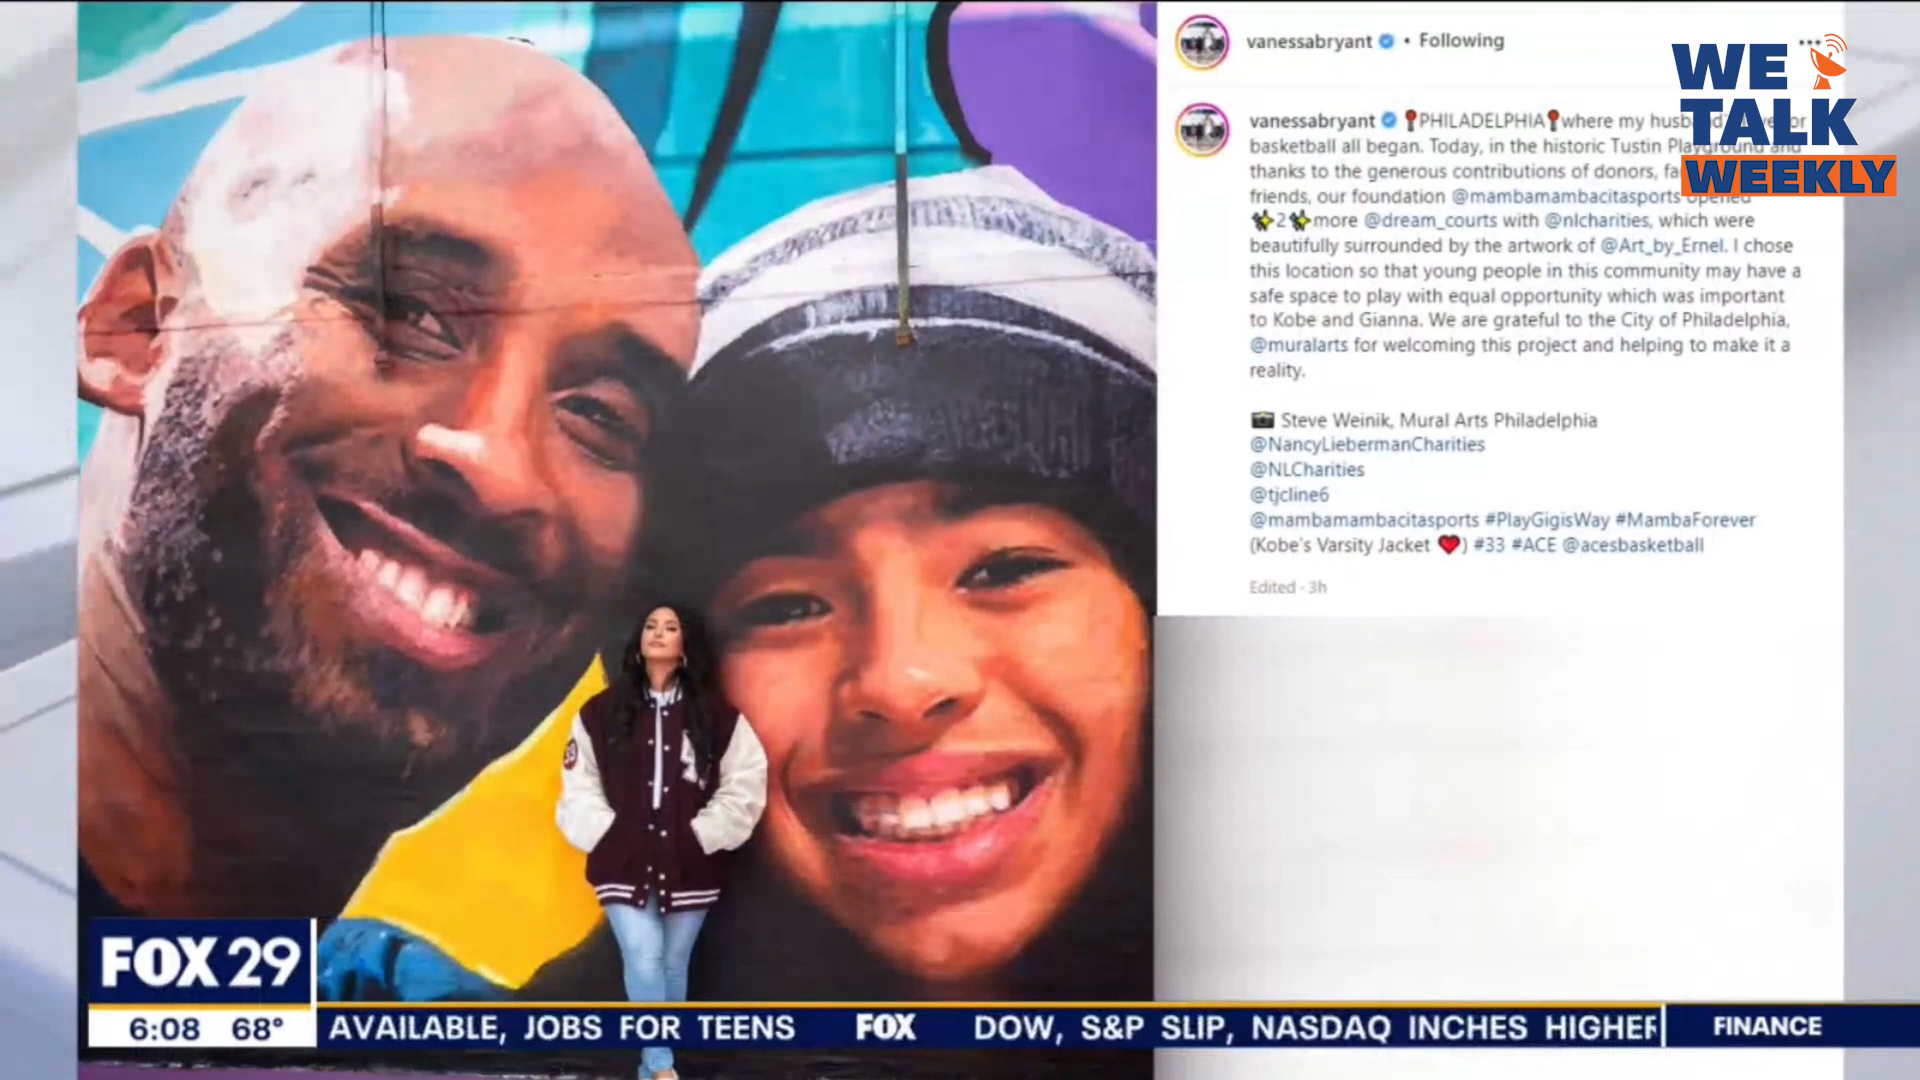 vanessabryant • Following
WE
TALK
WEEKLY
vanessabryant 📍PHILADELPHIA📍where my
basketball all began. Today, in the historic Tustin Playground and
thanks to the generous contributions of donors,
friends, our foundation @mambamambacitasports opened
✨2✨more @dream_courts with @nlcharities, which were
beautifully surrounded by the artwork of @Art_by_Ernel. I chose
this location so that young people in this community may have a
safe space to play with equal opportunity which was important
to Kobe and Gianna. We are grateful to the City of Philadelphia,
@muralarts for welcoming this project and helping to make it a
reality.
📷 Steve Weinik, Mural Arts Philadelphia
@NancyLiebermanCharities
@NLCharities
@tjcline6
@mambamambacitasports #PlayGigisWay #MambaForever
(Kobe's Varsity Jacket ❤️) #33 #ACE @acesbasketball
Edited · 3h
FOX 29
6:08 68°
AVAILABLE, JOBS FOR TEENS FOX DOW, S&P SLIP, NASDAQ INCHES HIGHER
FINANCE